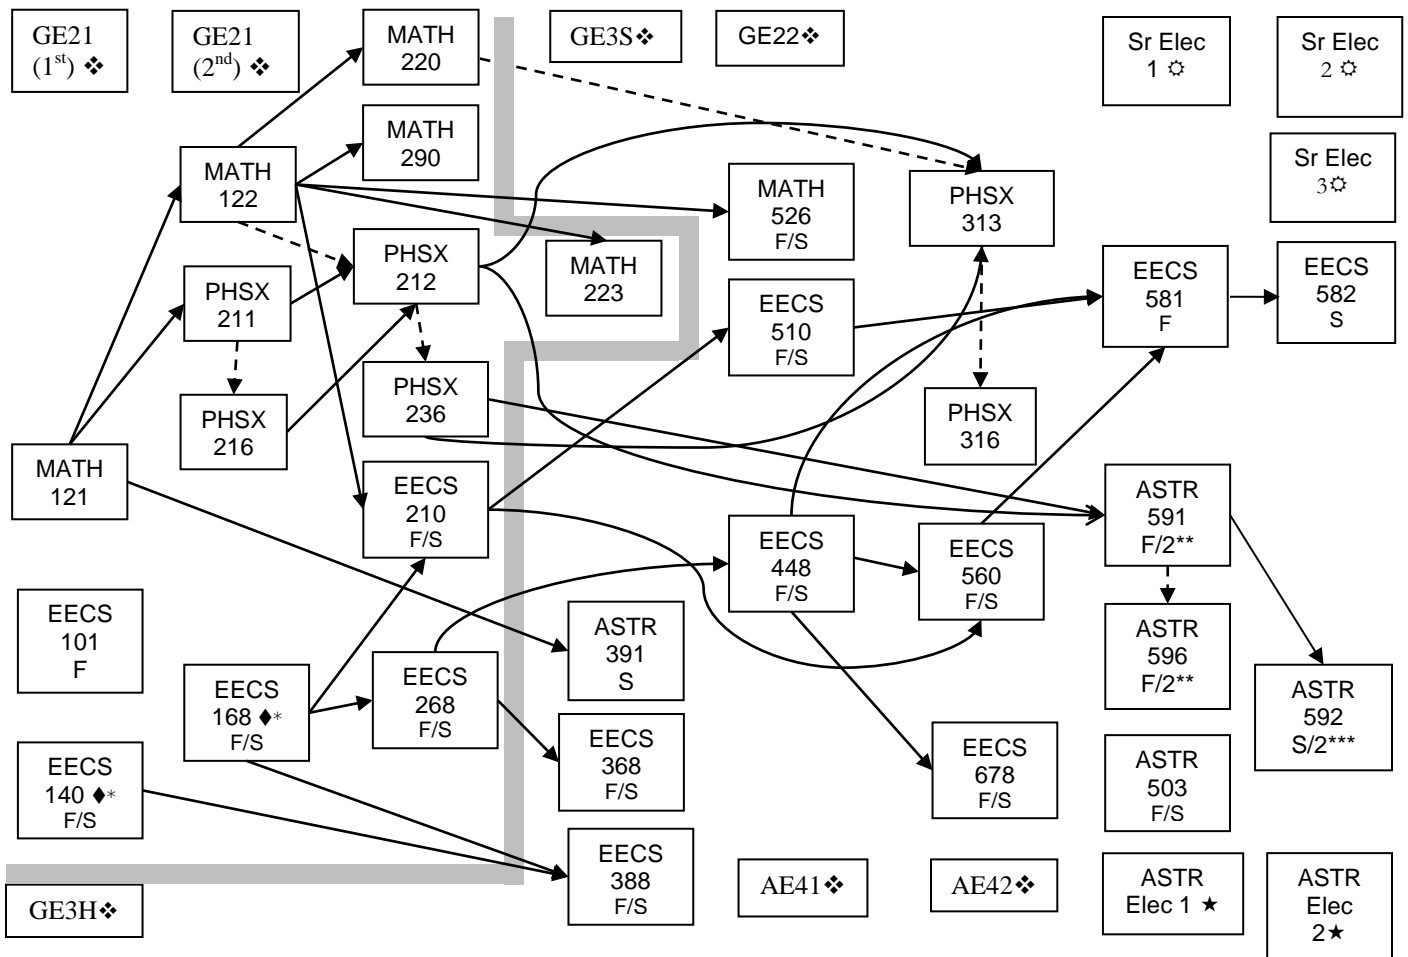 GE21
(1st) ❖
GE21
(2nd) ❖
MATH
220
GE3S❖
GE22❖
Sr Elec
1 ☼
Sr Elec
2 ☼
MATH
290
Sr Elec
3☼
MATH
122
MATH
526
F/S
PHSX
313
PHSX
212
MATH
223
EECS
581
F
EECS
582
S
PHSX
211
EECS
510
F/S
PHSX
236
PHSX
216
PHSX
316
MATH
121
EECS
210
F/S
ASTR
591
F/2**
EECS
448
F/S
EECS
560
F/S
EECS
101
F
ASTR
391
S
ASTR
596
F/2**
EECS
168 ♦*
F/S
EECS
268
F/S
ASTR
592
S/2***
EECS
368
F/S
EECS
678
F/S
ASTR
503
F/S
EECS
140 ♦*
F/S
EECS
388
F/S
AE41❖
AE42❖
ASTR
Elec 1 ★
ASTR
Elec
2★
GE3H❖